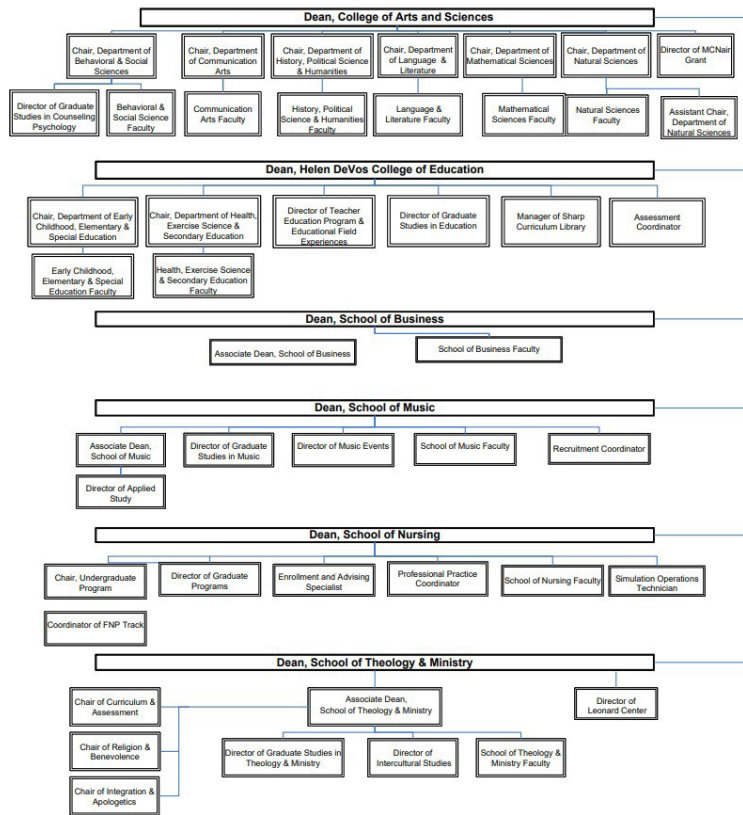 Dean, College of Arts and Sciences
Chair, Department of
Behavioral & Social
Sciences
Chair, Department
of Communication
Arts
Chair, Department of
History, Political Science &
Humanities
Chair, Department
of Language &
Literature
Chair, Department of
Mathematical Sciences
Chair, Department of
Natural Sciences
Director of MCNair
Grant
Director of Graduate
Studies in Counseling
Psychology
Behavioral &
Social Science
Faculty
Communication
Arts Faculty
History, Political
Science & Humanities
Faculty
Language &
Literature Faculty
Mathematical
Sciences Faculty
Natural Sciences
Faculty
Assistant Chair,
Department of
Natural Sciences
Dean, Helen DeVos College of Education
Chair, Department of Early
Childhood, Elementary &
Special Education
Chair, Department of Health,
Exercise Science &
Secondary Education
Director of Teacher
Education Program &
Educational Field
Experiences
Director of Graduate
Studies in Education
Manager of Sharp
Curriculum Library
Assessment
Coordinator
Early Childhood,
Elementary & Special
Education Faculty
Health, Exercise Science
& Secondary Education
Faculty
Dean, School of Business
Associate Dean, School of Business
School of Business Faculty
Dean, School of Music
Associate Dean,
School of Music
Director of Graduate
Studies in Music
Director of Music Events
School of Music Faculty
Recruitment Coordinator
Director of Applied
Study
Dean, School of Nursing
Chair, Undergraduate
Program
Director of Graduate
Programs
Enrollment and Advising
Specialist
Professional Practice
Coordinator
School of Nursing Faculty
Simulation Operations
Technician
Coordinator of FNP Track
Dean, School of Theology & Ministry
Chair of Curriculum &
Assessment
Associate Dean,
School of Theology & Ministry
Director of
Leonard Center
Chair of Religion &
Benevolence
Director of Graduate Studies in
Theology & Ministry
Director of
Intercultural Studies
School of Theology &
Ministry Faculty
Chair of Integration &
Apologetics